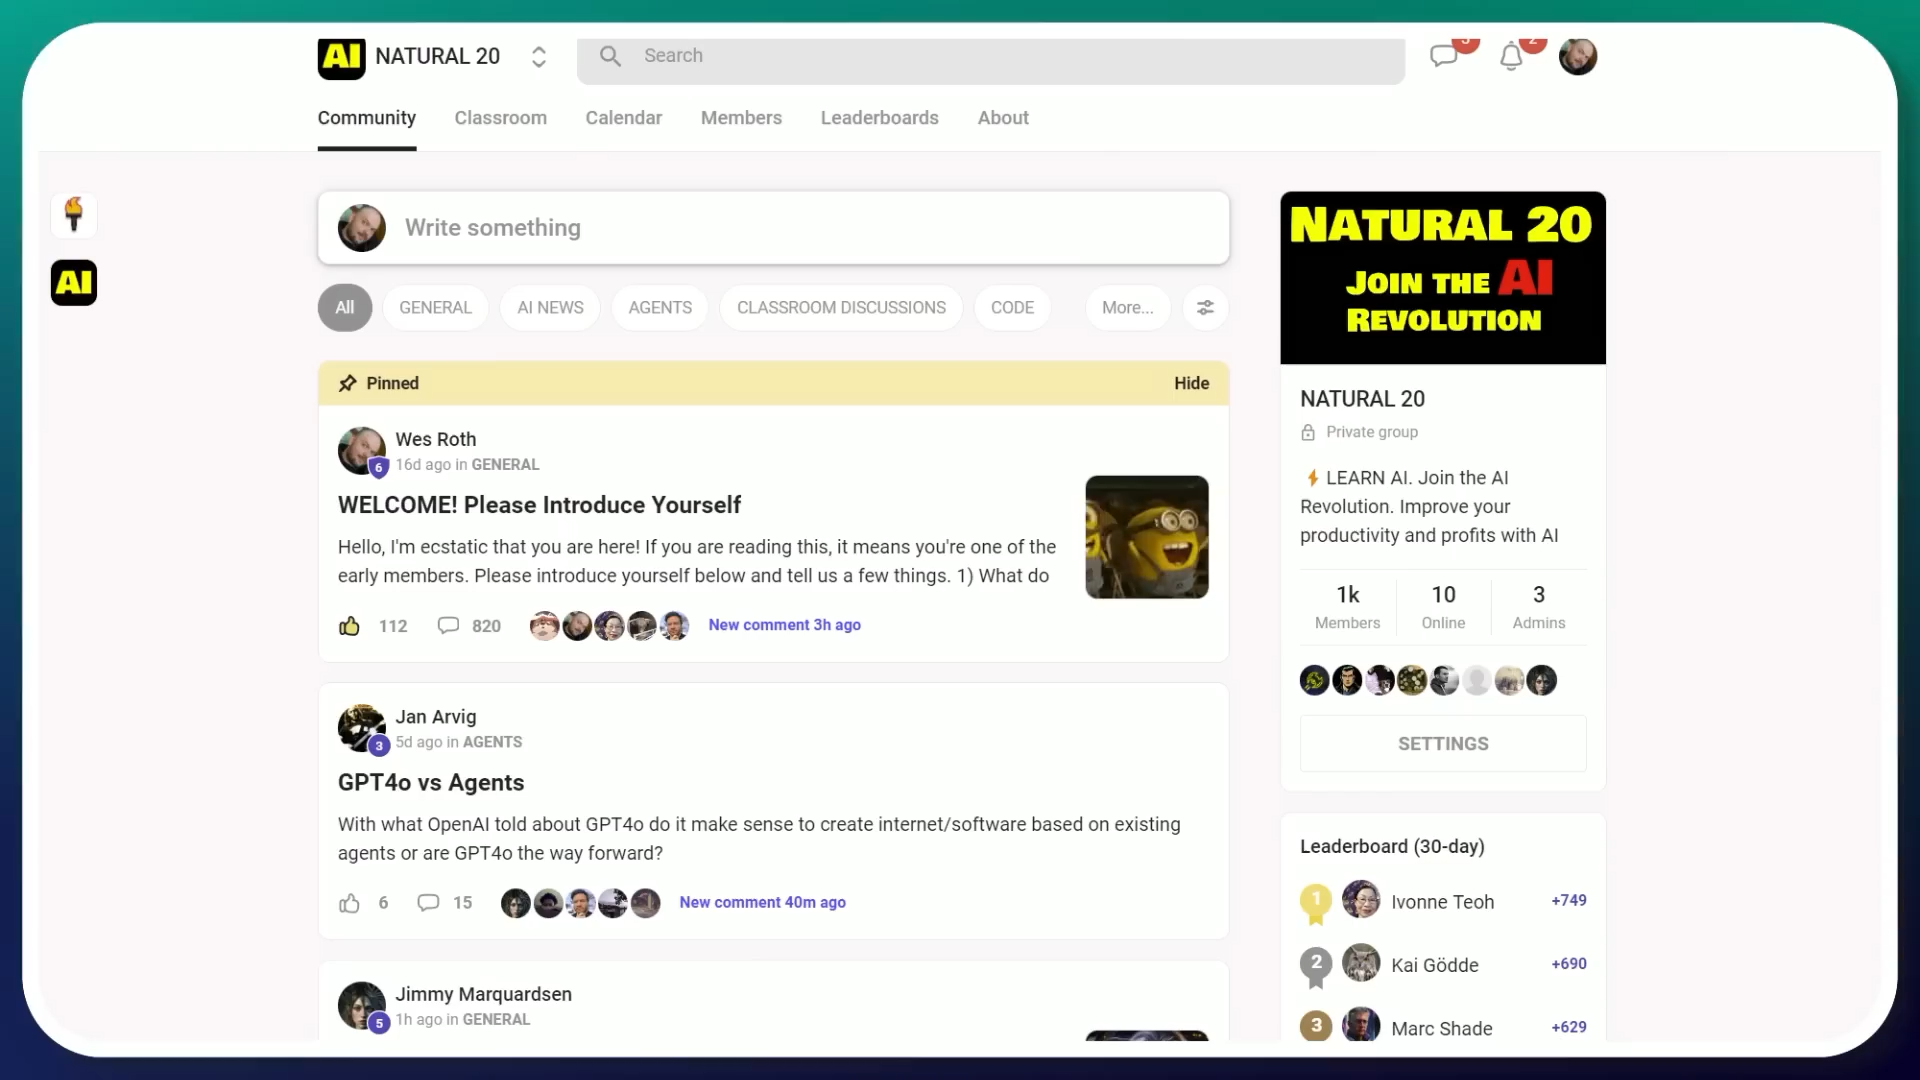 AI NATURAL 20
Search
Community Classroom Calendar Members Leaderboards About
AI
Write something
All GENERAL AI NEWS AGENTS CLASSROOM DISCUSSIONS CODE More...
Pinned Hide
Wes Roth
6
16d ago in GENERAL
WELCOME! Please Introduce Yourself
Hello, I'm ecstatic that you are here! If you are reading this, it means you're one of the
early members. Please introduce yourself below and tell us a few things. 1) What do
112 820 New comment 3h ago
Jan Arvig
3
5d ago in AGENTS
GPT4o vs Agents
With what OpenAI told about GPT4o do it make sense to create internet/software based on existing
agents or are GPT4o the way forward?
6 15 New comment 40m ago
Jimmy Marquardsen
5
1h ago in GENERAL
NATURAL 20
JOIN THE AI
REVOLUTION
NATURAL 20
Private group
LEARN AI. Join the AI
Revolution. Improve your
productivity and profits with AI
1k 10 3
Members Online Admins
SETTINGS
Leaderboard (30-day)
1 Ivonne Teoh +749
2 Kai Gödde +690
3 Marc Shade +629